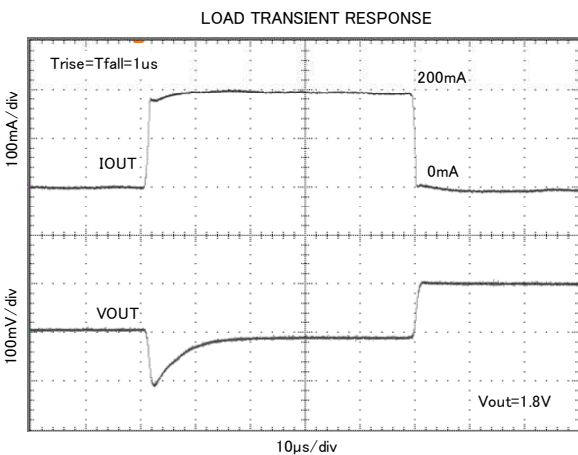 LOAD TRANSIENT RESPONSE
Trise=Tfall=1us
200mA
100mA/div
IOUT
0mA
100mV/div
VOUT
Vout=1.8V
10μs/div